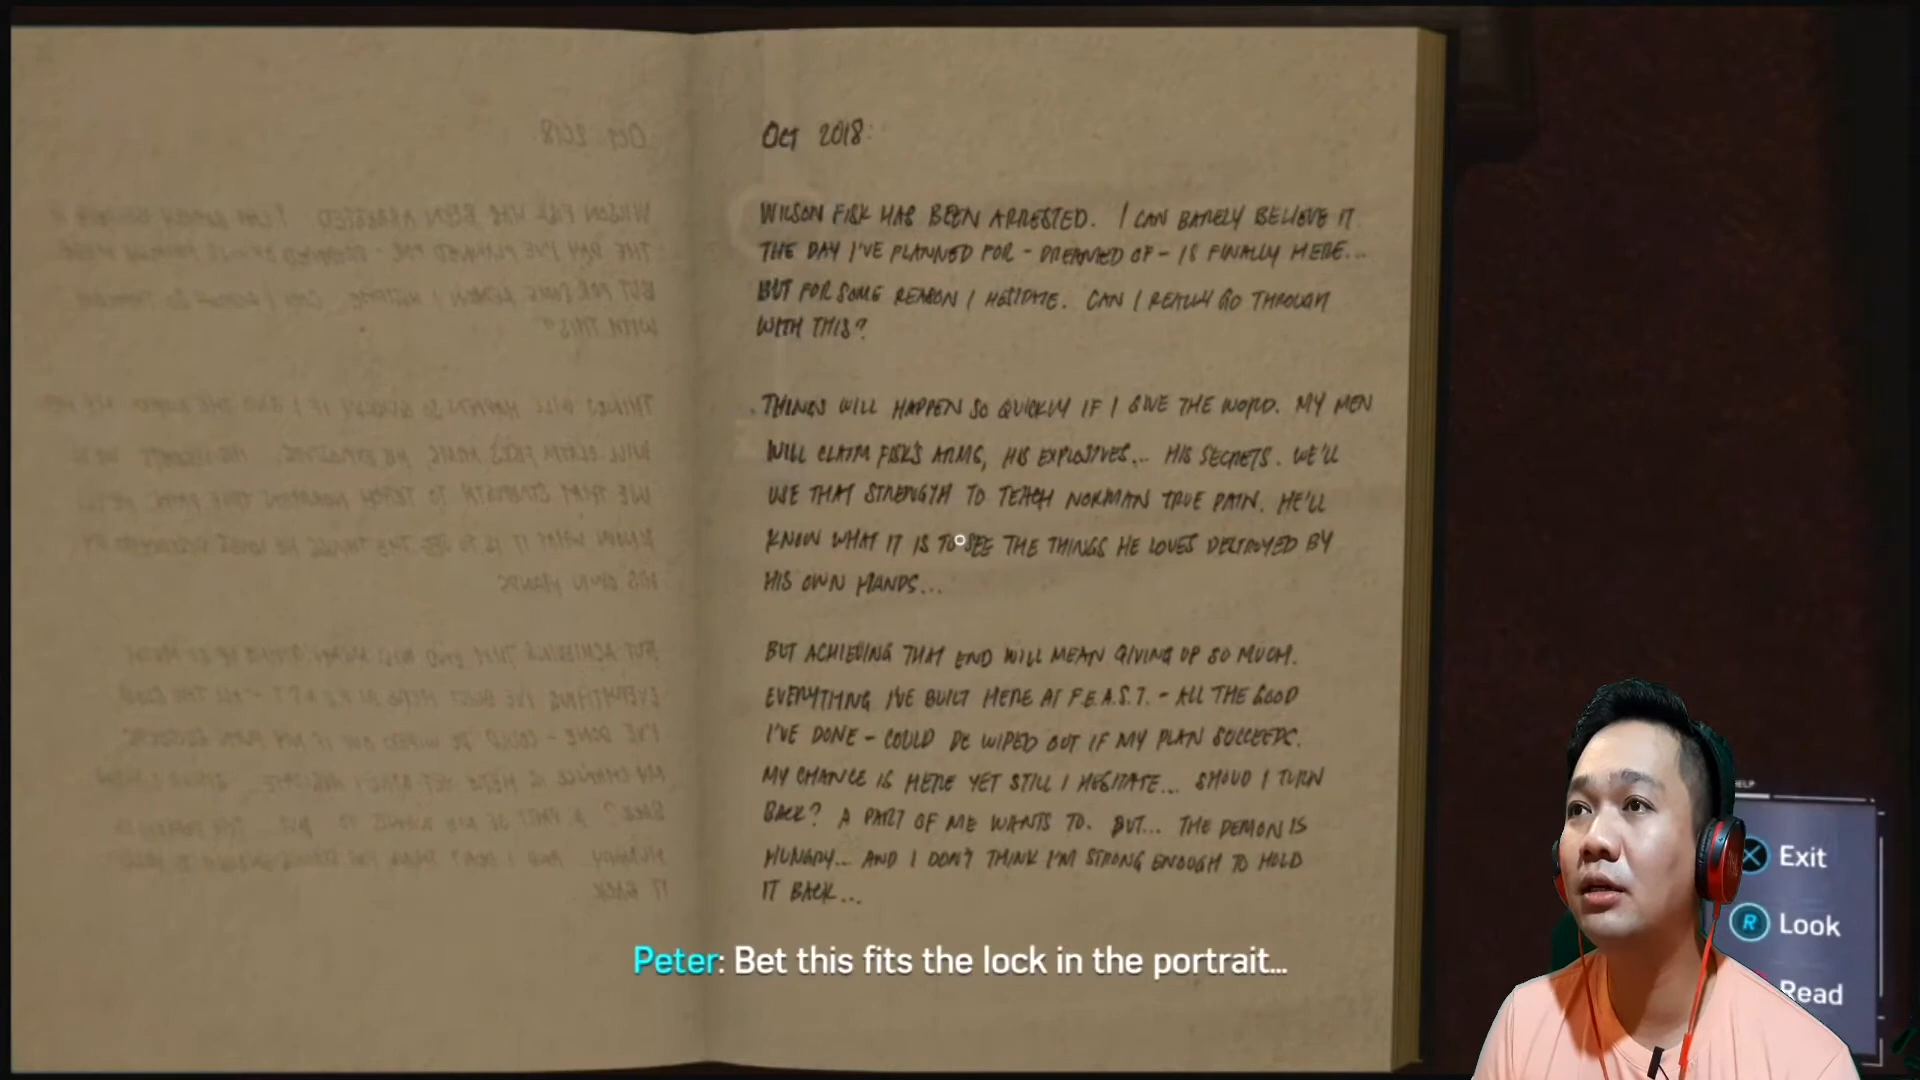 OCT 2018:
WILSON FISK HAS BEEN ARRESTED. I CAN BARELY BELIEVE IT.
THE DAY I'VE PLANNED FOR - DREAMED OF - IS FINALLY HERE...
BUT FOR SOME REASON I HESITATE. CAN I REALLY GO THROUGH
WITH THIS?
THINGS WILL HAPPEN SO QUICKLY IF I GIVE THE WORD. MY MEN
WILL CLAIM FISK'S ARMS, HIS EXPLOSIVES... HIS SECRETS. WE'LL
USE THAT STRENGTH TO TEACH NORMAN TRUE PAIN. HE'LL
KNOW WHAT IT IS TO SEE THE THINGS HE LOVES DESTROYED BY
HIS OWN HANDS...
BUT ACHIEVING THAT END WILL MEAN GIVING UP SO MUCH.
EVERYTHING I'VE BUILT HERE AT F.E.A.S.T. - ALL THE GOOD
I'VE DONE - COULD BE WIPED OUT IF MY PLAN SUCCEEDS.
MY CHANCE IS HERE YET STILL I HESITATE... SHOUD I TURN
BACK? A PART OF ME WANTS TO. BUT... THE DEMON IS
HUNGRY... AND I DON'T THINK I'M STRONG ENOUGH TO HOLD
IT BACK...
Peter: Bet this fits the lock in the portrait...
HELP
Exit
R Look
Read